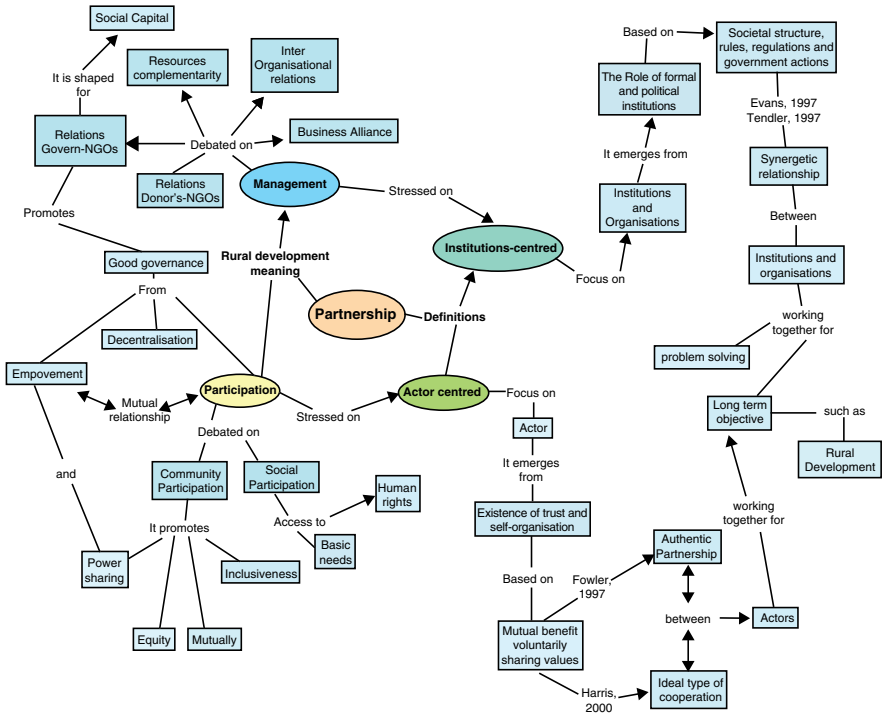 Social Capital
It is shaped
for
Resources
complementarity
Inter
Organisational
relations
Business Alliance
Relations
Govern-NGOs
Debated on
Relations
Donor's-NGOs
Management
Stressed on
Promotes
Good governance
From
Decentralisation
Empovement
Mutual
relationship
and
Rural development
meaning
Partnership
Definitions
Institutions-centred
Focus on
Participation
Stressed on
Actor centred
Debated on
Community
Participation
Social
Participation
Access to
Human
rights
Basic
needs
It promotes
Power
sharing
Inclusiveness
Equity
Mutually
Focus on
Actor
It emerges
from
Existence of trust and
self-organisation
Based on
Mutual benefit
voluntarily
sharing values
Fowler,
1997
Harris,
2000
Authentic
Partnership
between
Ideal type of
cooperation
Actors
working
together for
Institutions
and
Organisations
It emerges from
The Role of formal
and political
institutions
Based on
Societal structure,
rules, regulations and
government actions
Evans, 1997
Tendler, 1997
Synergetic
relationship
Between
Institutions and
organisations
working
together for
problem solving
Long term
objective
such as
Rural
Development